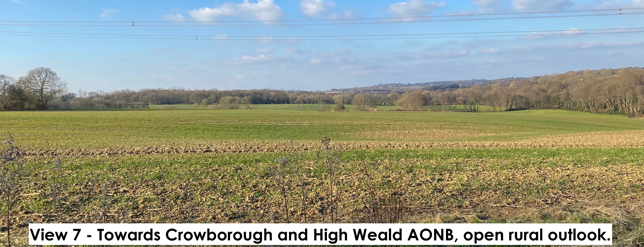 View 7 - Towards Crowborough and High Weald AONB, open rural outlook.